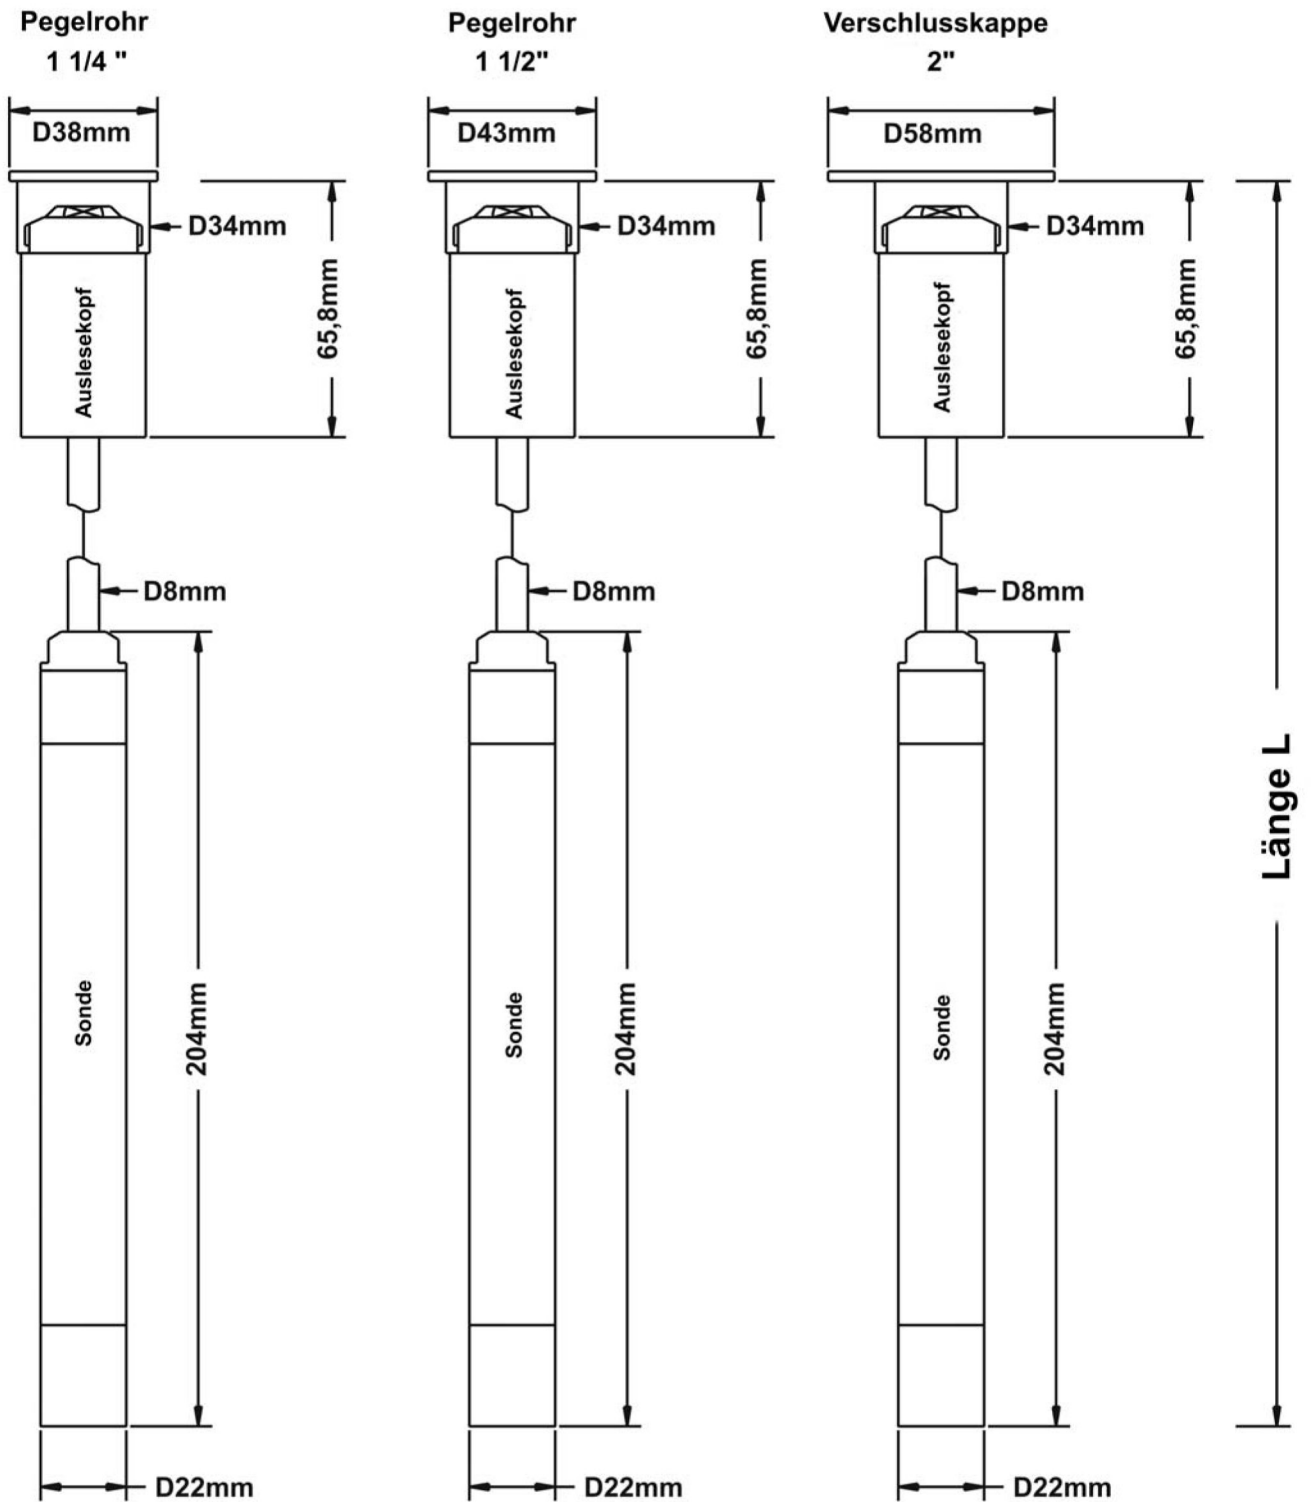 Pegelrohr
1 1/4 "
D38mm
D34mm
65,8mm
Auslesekopf
D8mm
Sonde
204mm
D22mm
Pegelrohr
1 1/2"
D43mm
D34mm
65,8mm
Auslesekopf
D8mm
Sonde
204mm
D22mm
Verschlusskappe
2"
D58mm
D34mm
65,8mm
Auslesekopf
D8mm
Sonde
204mm
D22mm
Länge L